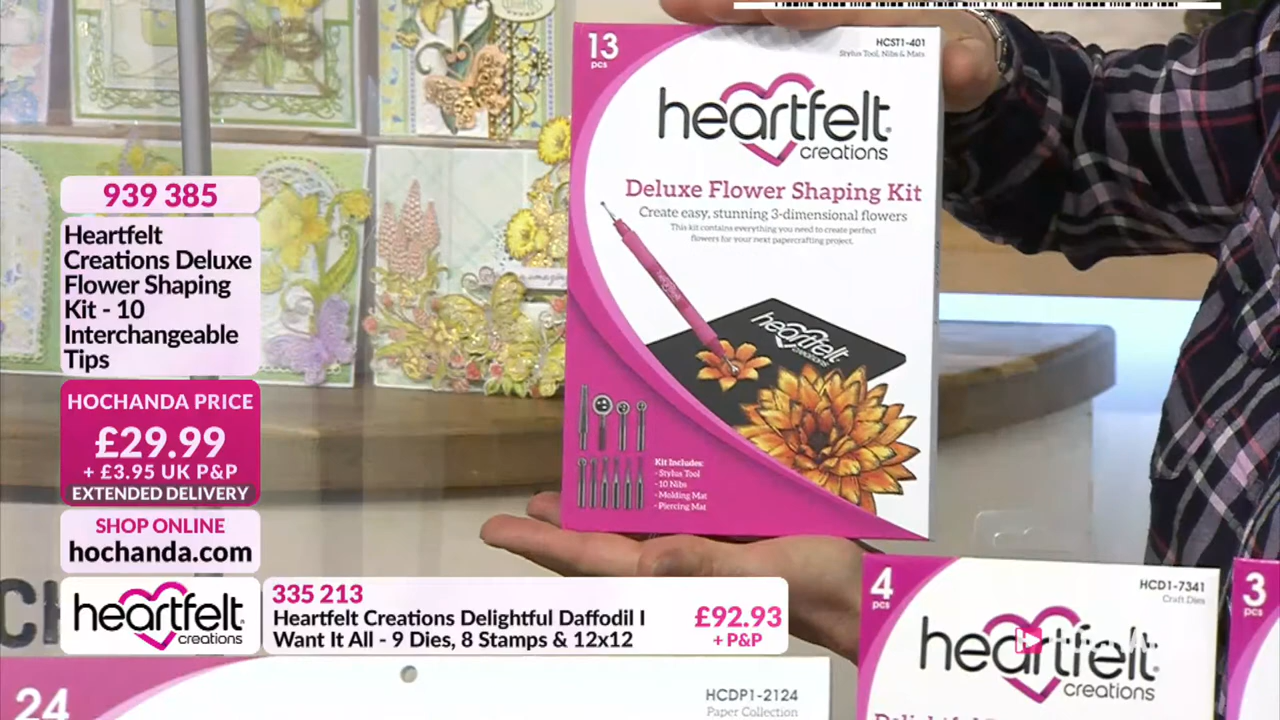 13
pcs
HCST1-401
Stylus Tool, Nibs & Mats
heartfelt
creations
Deluxe Flower Shaping Kit
Create easy, stunning 3-dimensional flowers
This kit contains everything you need to create perfect
flowers for your next papercrafting project.
heartfelt
creations
Kit Includes:
- Stylus Tool
- 10 Nibs
- Molding Mat
- Piercing Mat
939 385
Heartfelt
Creations Deluxe
Flower Shaping
Kit - 10
Interchangeable
Tips
HOCHANDA PRICE
£29.99
+ £3.95 UK P&P
EXTENDED DELIVERY
SHOP ONLINE
hochanda.com
heartfelt
creations
335 213
Heartfelt Creations Delightful Daffodil I
Want It All - 9 Dies, 8 Stamps & 12x12
£92.93
+ P&P
4
pcs
HCD1-7341
Craft Dies
heartfelt
creations
3
pcs
24
HCDP1-2124
Paper Collection